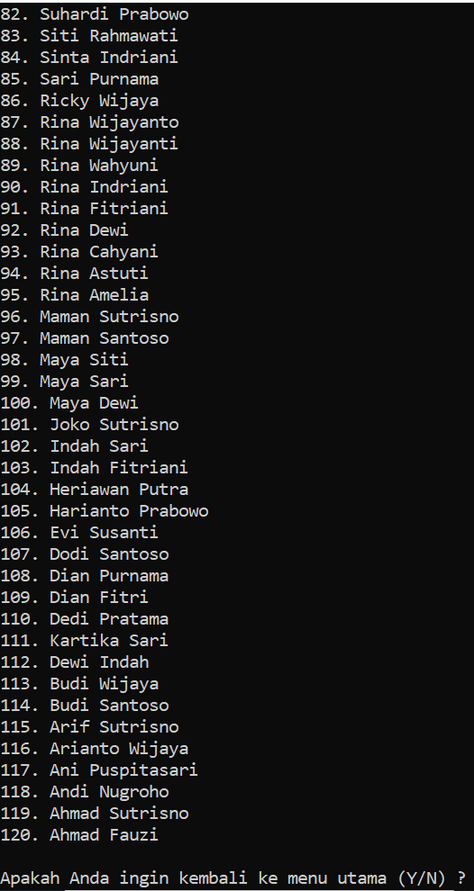 82. Suhardi Prabowo
83. Siti Rahmawati
84. Sinta Indriani
85. Sari Purnama
86. Ricky Wijaya
87. Rina Wijayanto
88. Rina Wijayanti
89. Rina Wahyuni
90. Rina Indriani
91. Rina Fitriani
92. Rina Dewi
93. Rina Cahyani
94. Rina Astuti
95. Rina Amelia
96. Maman Sutrisno
97. Maman Santoso
98. Maya Siti
99. Maya Sari
100. Maya Dewi
101. Joko Sutrisno
102. Indah Sari
103. Indah Fitriani
104. Heriawan Putra
105. Harianto Prabowo
106. Evi Susanti
107. Dodi Santoso
108. Dian Purnama
109. Dian Fitri
110. Dedi Pratama
111. Kartika Sari
112. Dewi Indah
113. Budi Wijaya
114. Budi Santoso
115. Arif Sutrisno
116. Arianto Wijaya
117. Ani Puspitasari
118. Andi Nugroho
119. Ahmad Sutrisno
120. Ahmad Fauzi
Apakah Anda ingin kembali ke menu utama (Y/N) ?